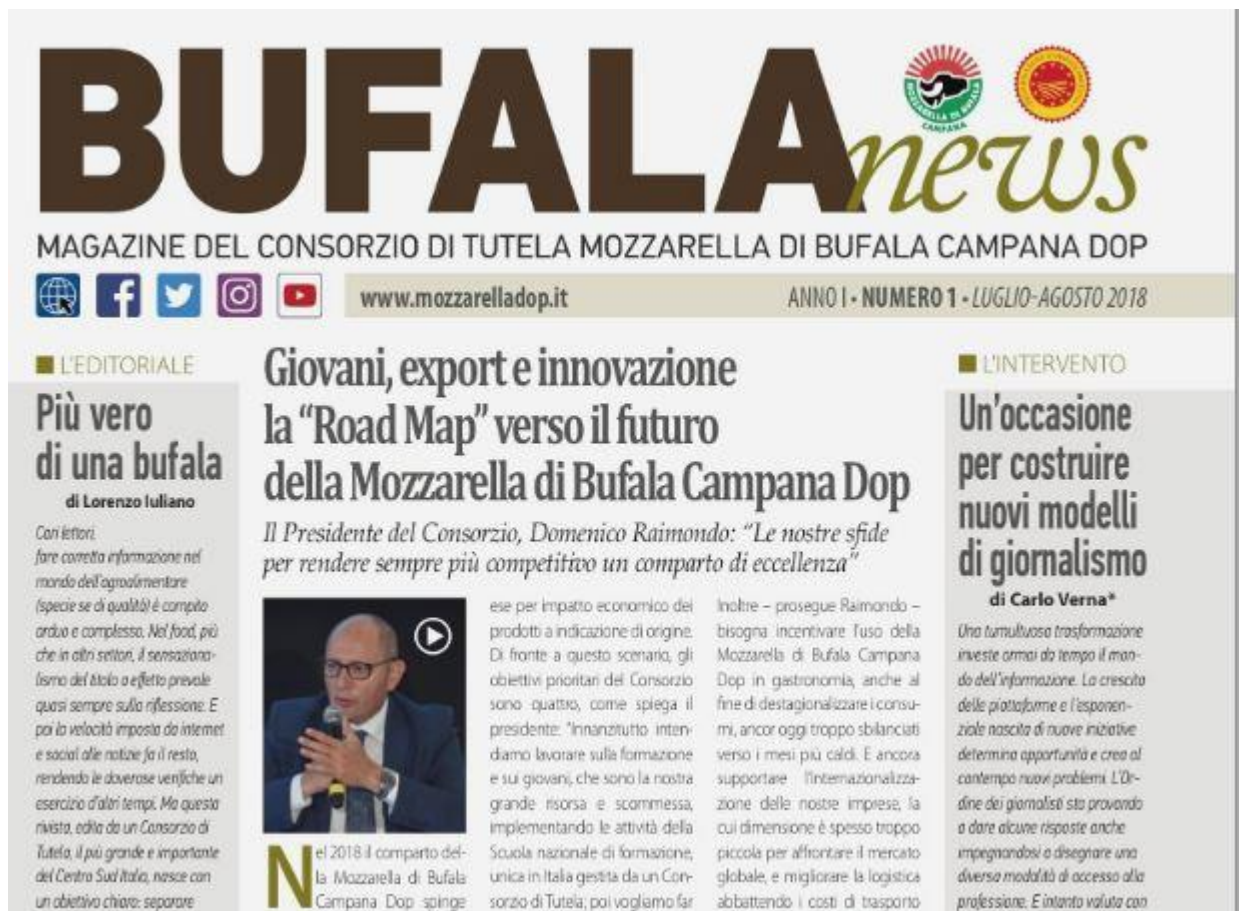 BUFALA
news
MOZZARELLA DI BUFALA
CAMPANA
MAGAZINE DEL CONSORZIO DI TUTELA MOZZARELLA DI BUFALA CAMPANA DOP
www.mozzarelladop.it
ANNO I • NUMERO 1 • LUGLIO-AGOSTO 2018
L'EDITORIALE
Più vero
di una bufala
di Lorenzo Iuliano
Cari lettori,
fare corretta informazione nel
mondo dell'agroalimentare
(specie se di qualità) è compito
arduo e complesso. Nel food, più
che in altri settori, il sensaziona-
lismo del titolo a effetto prevale
quasi sempre sulla riflessione. E
poi la velocità imposta da internet
e social alle notizie fa il resto,
rendendo le doverose verifiche un
esercizio d'altri tempi. Ma questa
rivista, edita da un Consorzio di
Tutela, il più grande e importante
del Centro Sud Italia, nasce con
un obiettivo chiaro: separare
Giovani, export e innovazione
la “Road Map” verso il futuro
della Mozzarella di Bufala Campana Dop
Il Presidente del Consorzio, Domenico Raimondo: “Le nostre sfide
per rendere sempre più competitivo un comparto di eccellenza”
Nel 2018 il comparto del-
la Mozzarella di Bufala
Campana Dop spinge
ese per impatto economico dei
prodotti a indicazione di origine.
Di fronte a questo scenario, gli
obiettivi prioritari del Consorzio
sono quattro, come spiega il
presidente: “Innanzitutto inten-
diamo lavorare sulla formazione
e sui giovani, che sono la nostra
grande risorsa e scommessa,
implementando le attività della
Scuola nazionale di formazione,
unica in Italia gestita da un Con-
sorzio di Tutela; poi vogliamo far
Inoltre – prosegue Raimondo –
bisogna incentivare l'uso della
Mozzarella di Bufala Campana
Dop in gastronomia, anche al
fine di destagionalizzare i consu-
mi, ancor oggi troppo sbilanciati
verso i mesi più caldi. E ancora
supportare l'internazionalizza-
zione delle nostre imprese, la
cui dimensione è spesso troppo
piccola per affrontare il mercato
globale, e migliorare la logistica
abbattendo i costi di trasporto
L'INTERVENTO
Un'occasione
per costruire
nuovi modelli
di giornalismo
di Carlo Verna*
Una tumultuosa trasformazione
investe ormai da tempo il mon-
do dell'informazione. La crescita
delle piattaforme e l'esponen-
ziale nascita di nuove iniziative
determina opportunità e crea al
contempo nuovi problemi. L'Or-
dine dei giornalisti sta provando
a dare alcune risposte anche
impegnandosi a disegnare una
diversa modalità di accesso alla
professione. E intanto valuta con